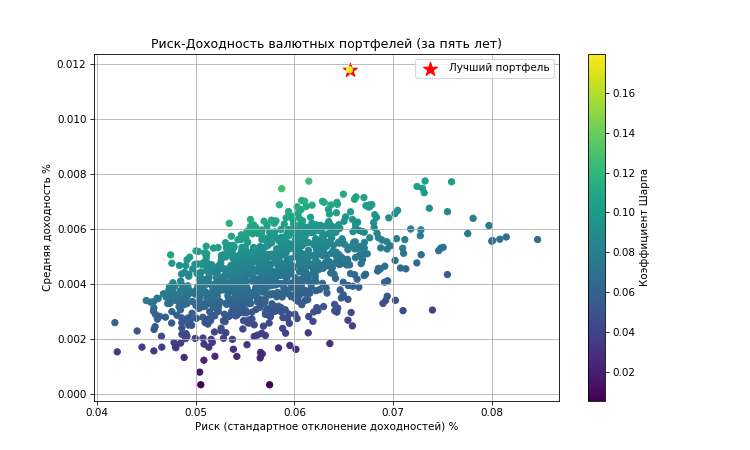 Риск-Доходность валютных портфелей (за пять лет)
Лучший портфель
Средняя доходность %
0.012
0.010
0.008
0.006
0.004
0.002
0.000
0.04 0.05 0.06 0.07 0.08
Риск (стандартное отклонение доходностей) %
0.16
0.14
0.12
0.10
0.08
0.06
0.04
0.02
Коэффициент Шарпа